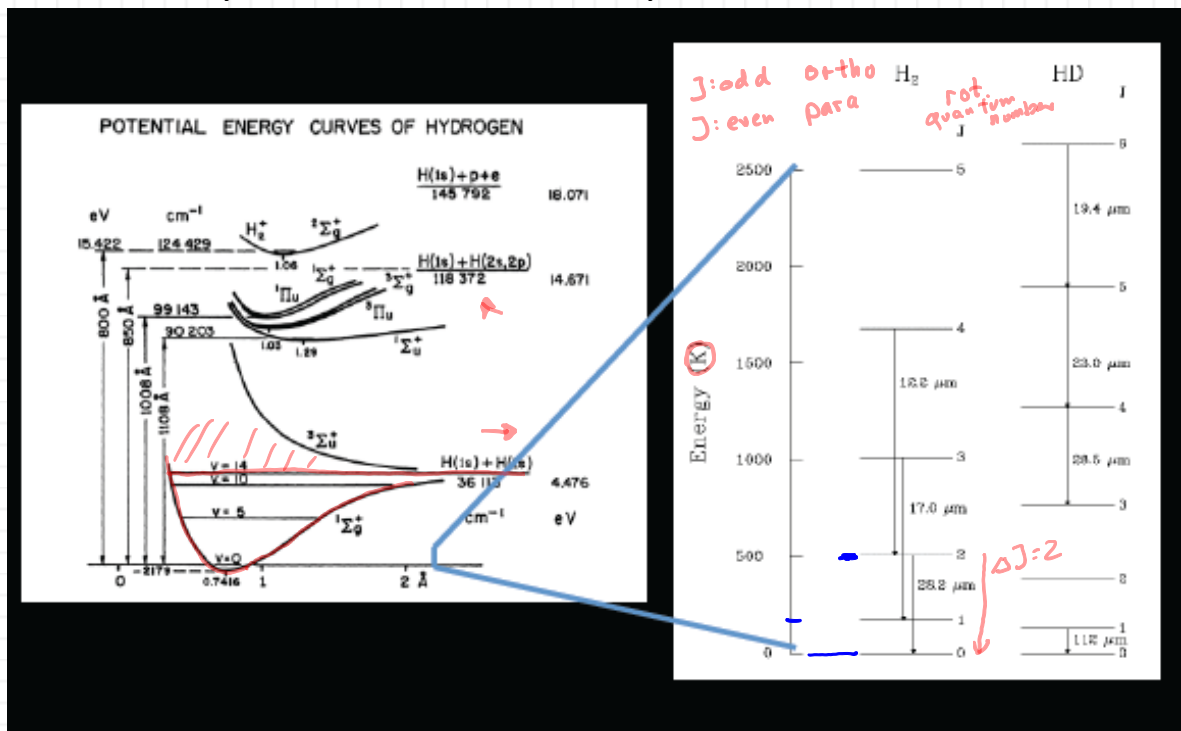 POTENTIAL ENERGY CURVES OF HYDROGEN
H(1s)+p+e
145 792
18.071
eV
cm⁻¹
15.422
124 429
H₂⁺
²Σg⁺
1.06
H(1s)+H(2s,2p)
118 372
14.671
¹Σg⁺
³Σg⁺
¹Πu
³Πu
99 143
90 203
1.03
1.29
¹Σu⁺
800 Å
850 Å
1008 Å
1108 Å
³Σu⁺
v = 14
v = 10
v = 5
v=0
H(1s) + H(1s)
4.476
¹Σg⁺
cm⁻¹
eV
-2179
0
0.7416
1
2 Å
J:odd ortho
J:even para
H₂
HD
rot.
quantum
number
J
J
Energy (K)
2500
2000
1500
1000
500
0
5
4
3
2
1
0
17.0 μm
28.2 μm
ΔJ=2
6
5
4
3
2
1
0
19.4 μm
23.0 μm
28.5 μm
112 μm